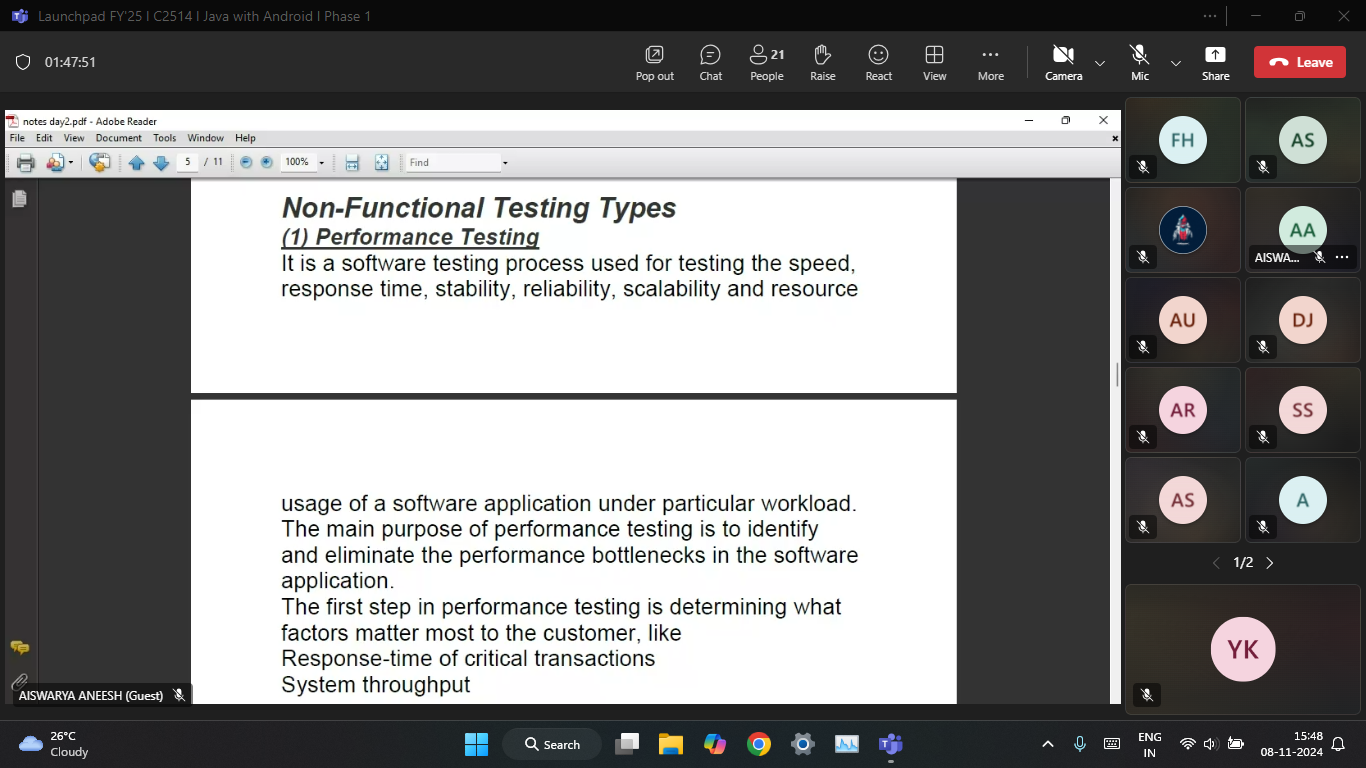 Launchpad FY'25 | C2514 | Java with Android | Phase 1
01:47:51
Pop out
Chat
21
People
Raise
React
View
More
Camera
Mic
Share
Leave
notes day2.pdf - Adobe Reader
File Edit View Document Tools Window Help
5 / 11
100%
Find
Non-Functional Testing Types
(1) Performance Testing
It is a software testing process used for testing the speed,
response time, stability, reliability, scalability and resource
usage of a software application under particular workload.
The main purpose of performance testing is to identify
and eliminate the performance bottlenecks in the software
application.
The first step in performance testing is determining what
factors matter most to the customer, like
Response-time of critical transactions
System throughput
AISWARYA ANEESH (Guest)
FH
AS
AA
AISWA...
AU
DJ
AR
SS
AS
A
1/2
YK
26°C
Cloudy
Search
ENG
IN
15:48
08-11-2024